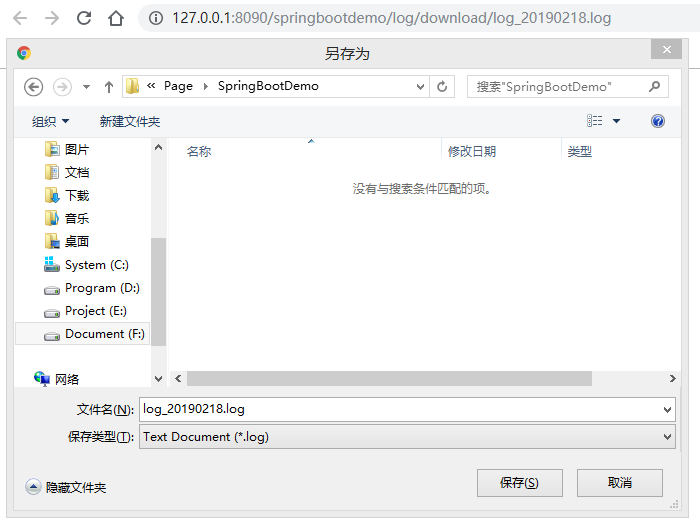 127.0.0.1:8090/springbootdemo/log/download/log_20190218.log
另存为
« Page › SpringBootDemo
搜索"SpringBootDemo"
组织 新建文件夹
名称 修改日期 类型
没有与搜索条件匹配的项。
图片
文档
下载
音乐
桌面
System (C:)
Program (D:)
Project (E:)
Document (F:)
网络
文件名(N): log_20190218.log
保存类型(T): Text Document (*.log)
隐藏文件夹 保存(S) 取消